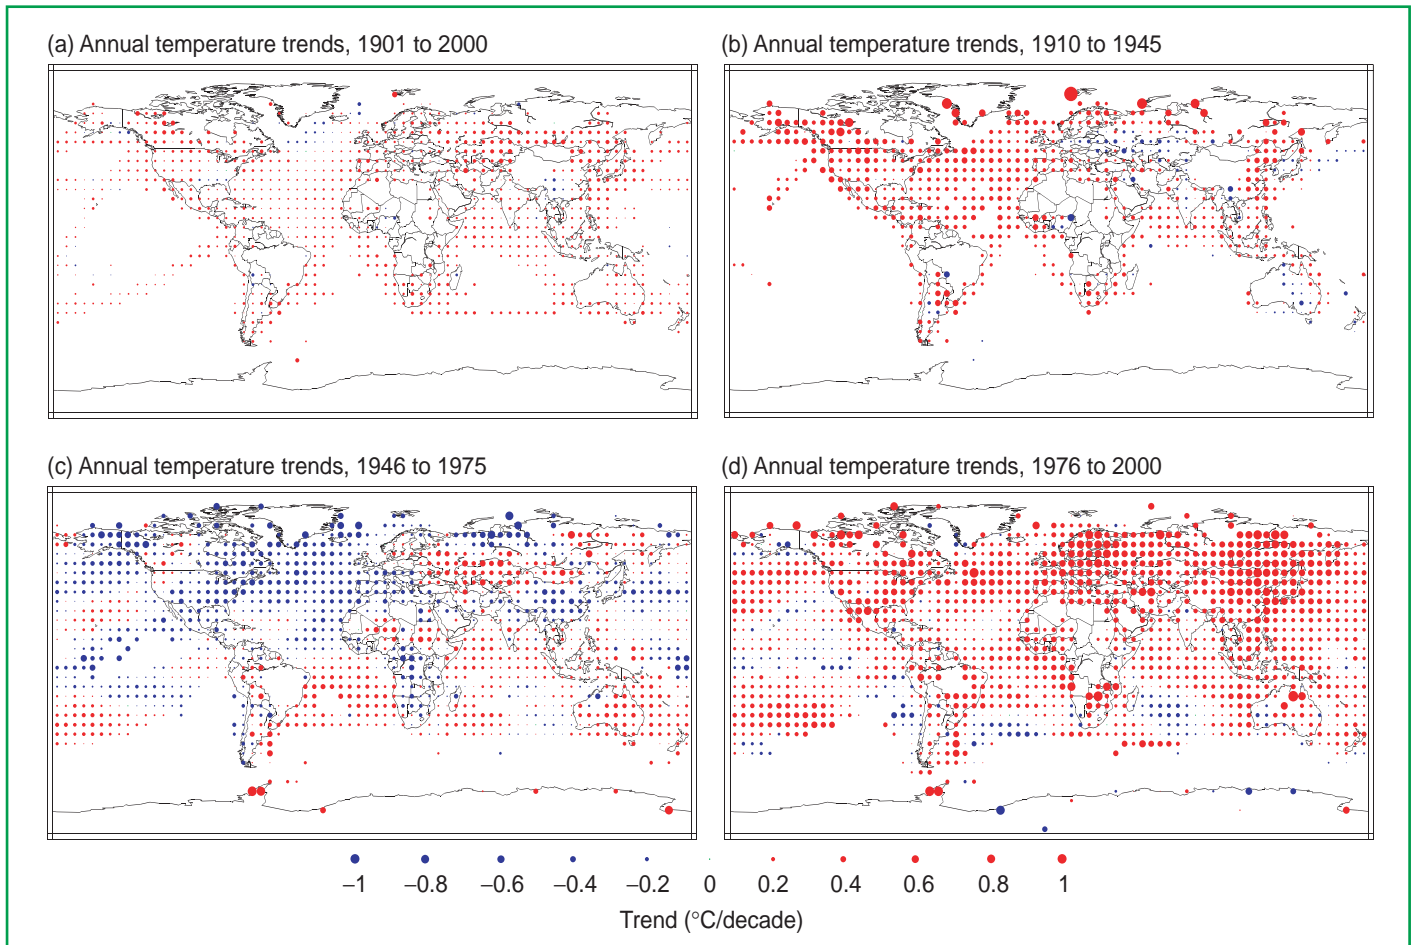 (a) Annual temperature trends, 1901 to 2000
(b) Annual temperature trends, 1910 to 1945
(c) Annual temperature trends, 1946 to 1975
(d) Annual temperature trends, 1976 to 2000
–1 –0.8 –0.6 –0.4 –0.2 0 0.2 0.4 0.6 0.8 1
Trend (°C/decade)